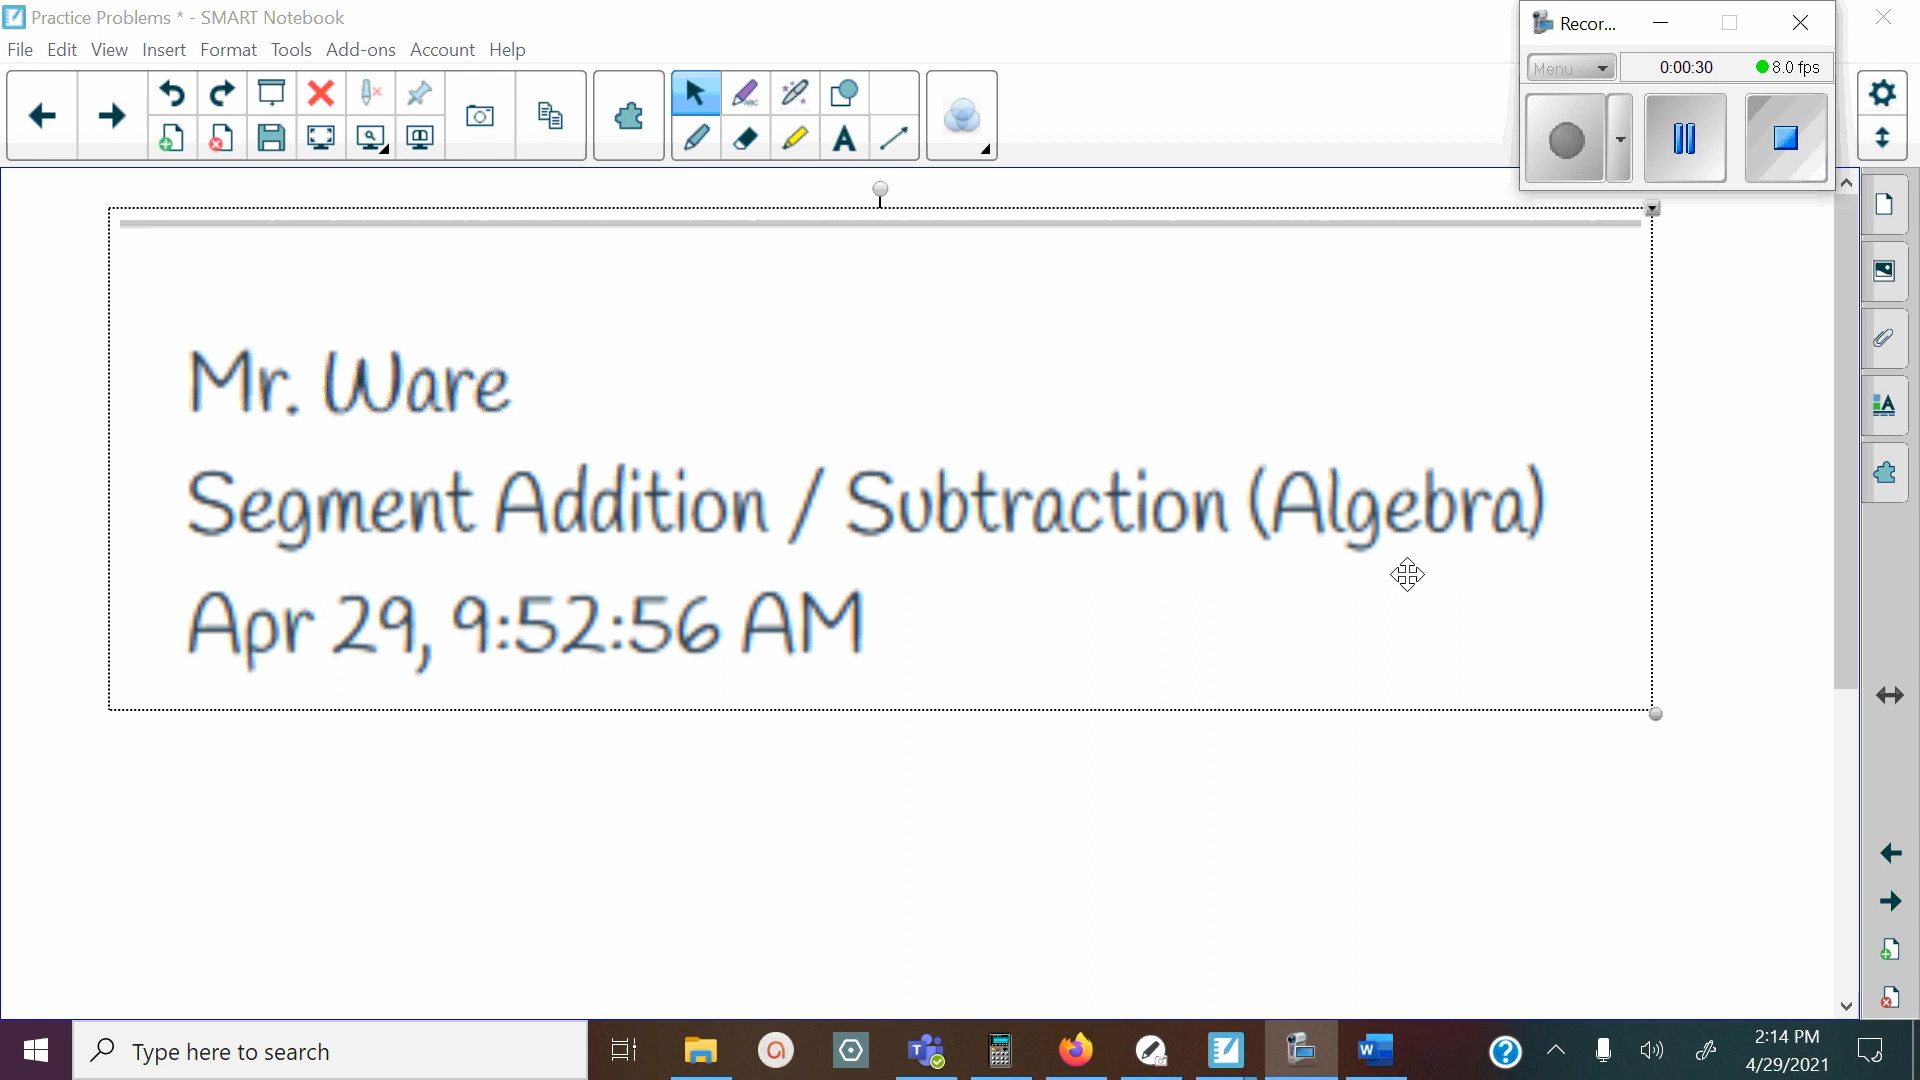 Practice Problems * - SMART Notebook
File Edit View Insert Format Tools Add-ons Account Help
Recor...
Menu 0:00:30 8.0 fps
Mr. Ware
Segment Addition / Subtraction (Algebra)
Apr 29, 9:52:56 AM
Type here to search
2:14 PM
4/29/2021